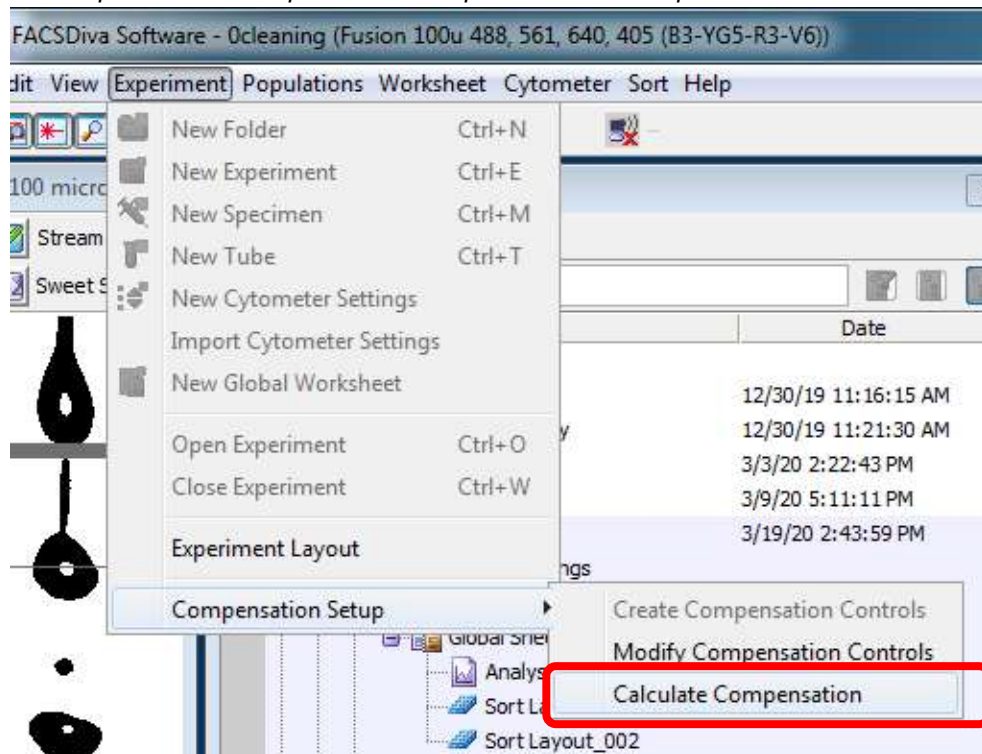 FACSDiva Software - 0cleaning (Fusion 100u 488, 561, 640, 405 (B3-YG5-R3-V6))
dit View Experiment Populations Worksheet Cytometer Sort Help
New Folder Ctrl+N
100 micro
New Experiment Ctrl+E
New Specimen Ctrl+M
Stream
New Tube Ctrl+T
Sweet S
New Cytometer Settings
Import Cytometer Settings
Date
New Global Worksheet
12/30/19 11:16:15 AM
Open Experiment Ctrl+O
y 12/30/19 11:21:30 AM
3/3/20 2:22:43 PM
Close Experiment Ctrl+W
3/9/20 5:11:11 PM
3/19/20 2:43:59 PM
Experiment Layout
ngs
Compensation Setup
Create Compensation Controls
Global Shee
Modify Compensation Controls
Analys
Calculate Compensation
Sort La
Sort Layout_002